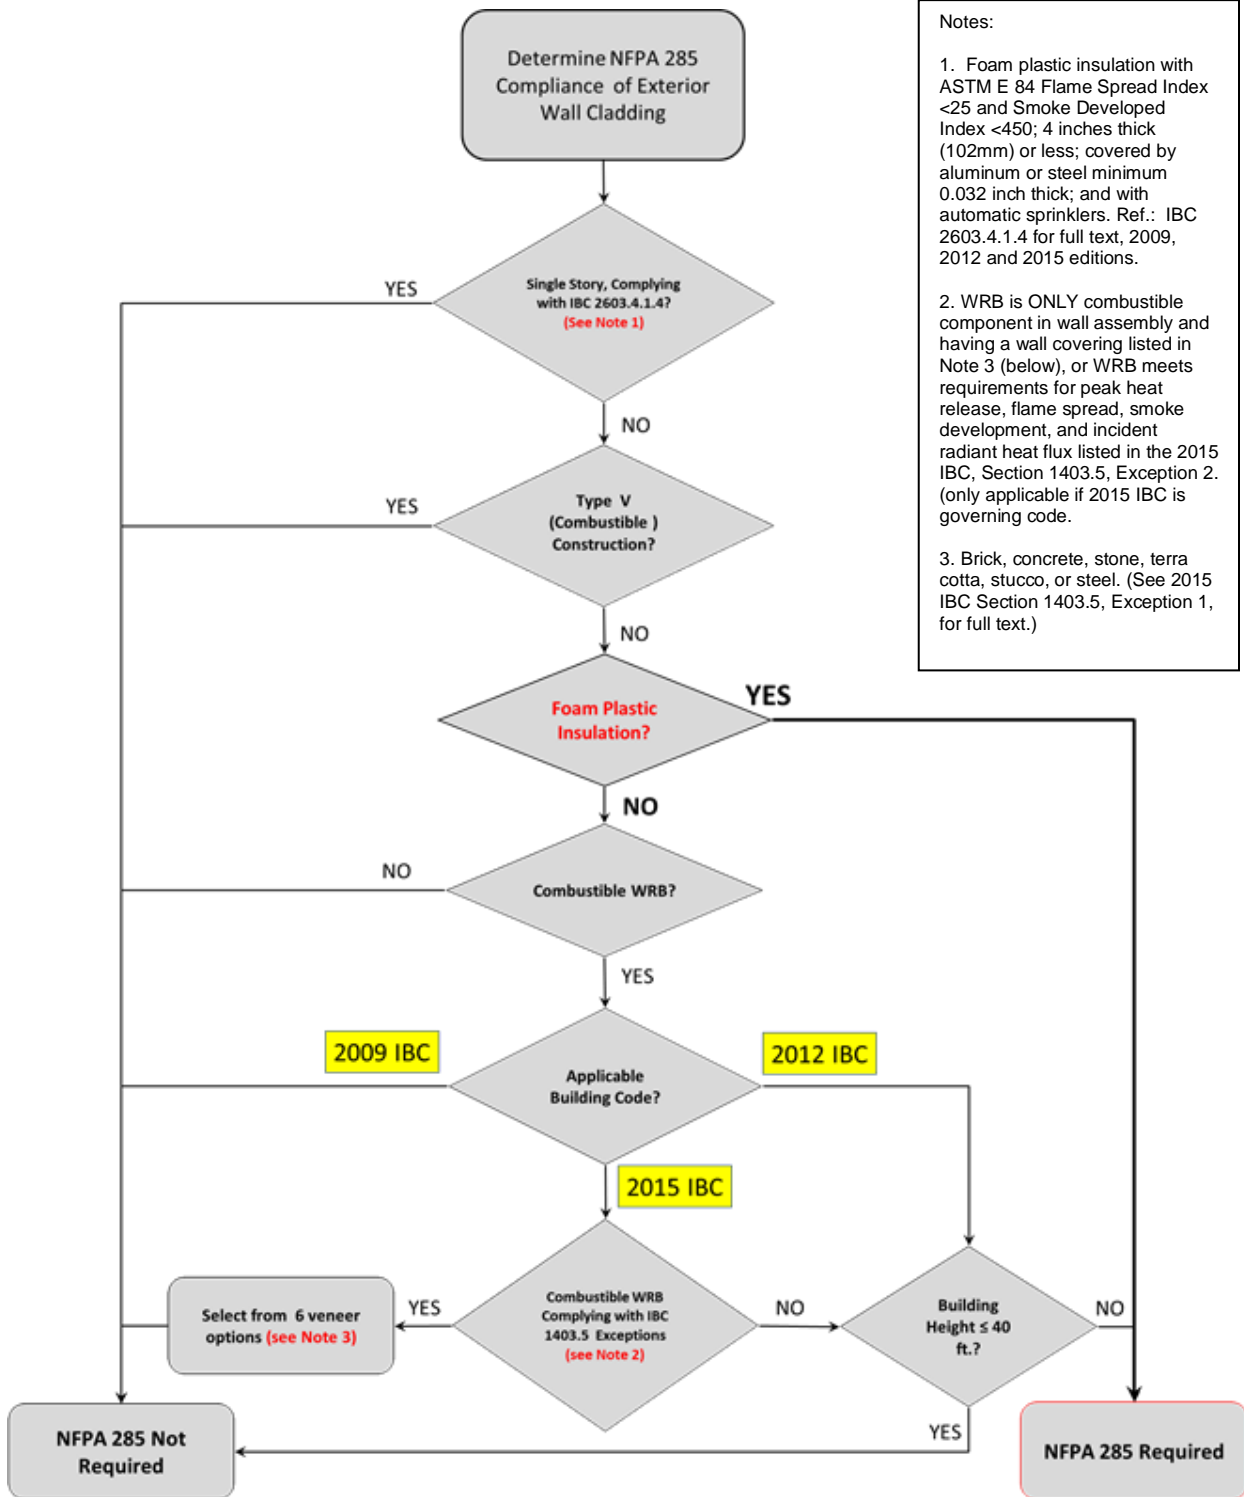 Determine NFPA 285
Compliance of Exterior
Wall Cladding
Single Story, Complying
with IBC 2603.4.1.4?
(See Note 1)
YES
NO
Type V
(Combustible )
Construction?
YES
NO
Foam Plastic
Insulation?
YES
NO
Combustible WRB?
NO
YES
Applicable
Building Code?
2009 IBC
2012 IBC
2015 IBC
Combustible WRB
Complying with IBC
1403.5 Exceptions
(see Note 2)
YES
NO
Select from 6 veneer
options (see Note 3)
Building
Height ≤ 40
ft.?
NO
YES
NFPA 285 Not
Required
NFPA 285 Required
Notes:
1. Foam plastic insulation with
ASTM E 84 Flame Spread Index
<25 and Smoke Developed
Index <450; 4 inches thick
(102mm) or less; covered by
aluminum or steel minimum
0.032 inch thick; and with
automatic sprinklers. Ref.: IBC
2603.4.1.4 for full text, 2009,
2012 and 2015 editions.
2. WRB is ONLY combustible
component in wall assembly and
having a wall covering listed in
Note 3 (below), or WRB meets
requirements for peak heat
release, flame spread, smoke
development, and incident
radiant heat flux listed in the 2015
IBC, Section 1403.5, Exception 2.
(only applicable if 2015 IBC is
governing code.
3. Brick, concrete, stone, terra
cotta, stucco, or steel. (See 2015
IBC Section 1403.5, Exception 1,
for full text.)